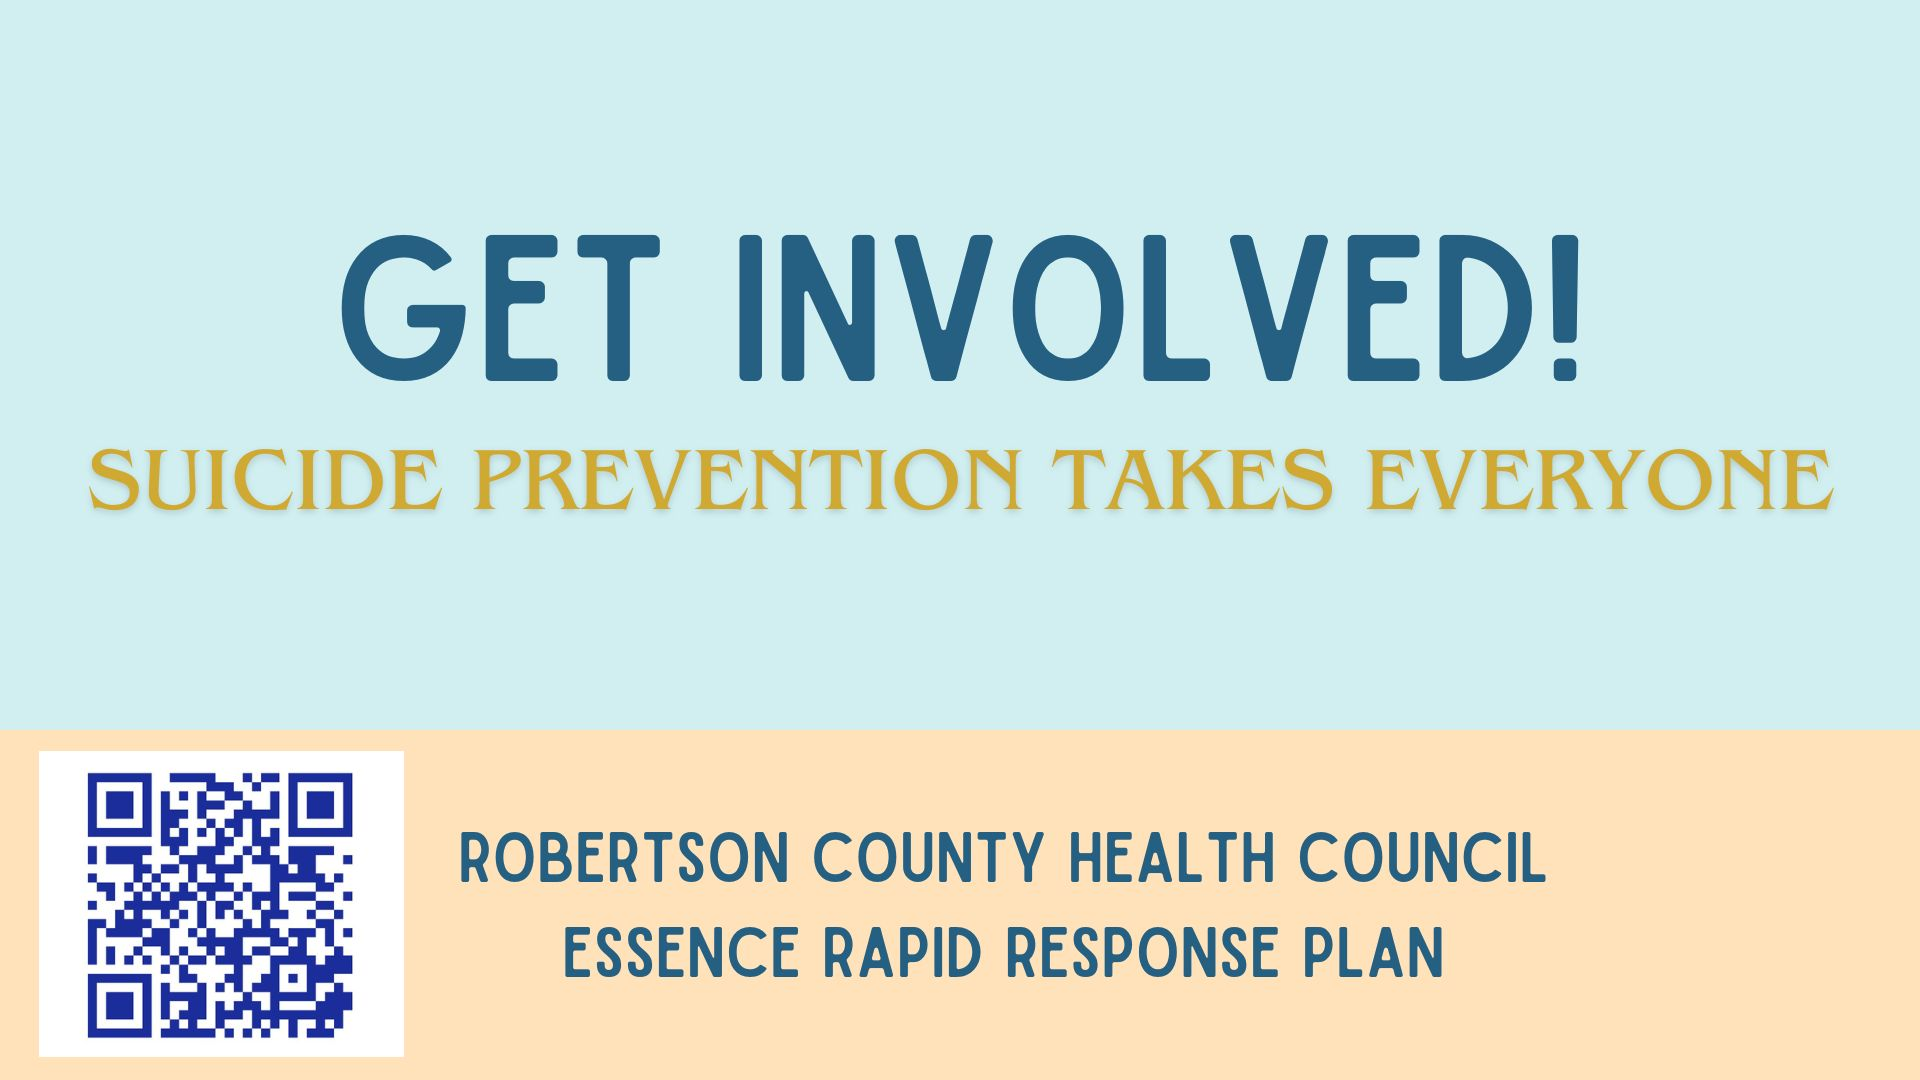 GET INVOLVED!
SUICIDE PREVENTION TAKES EVERYONE
ROBERTSON COUNTY HEALTH COUNCIL
ESSENCE RAPID RESPONSE PLAN